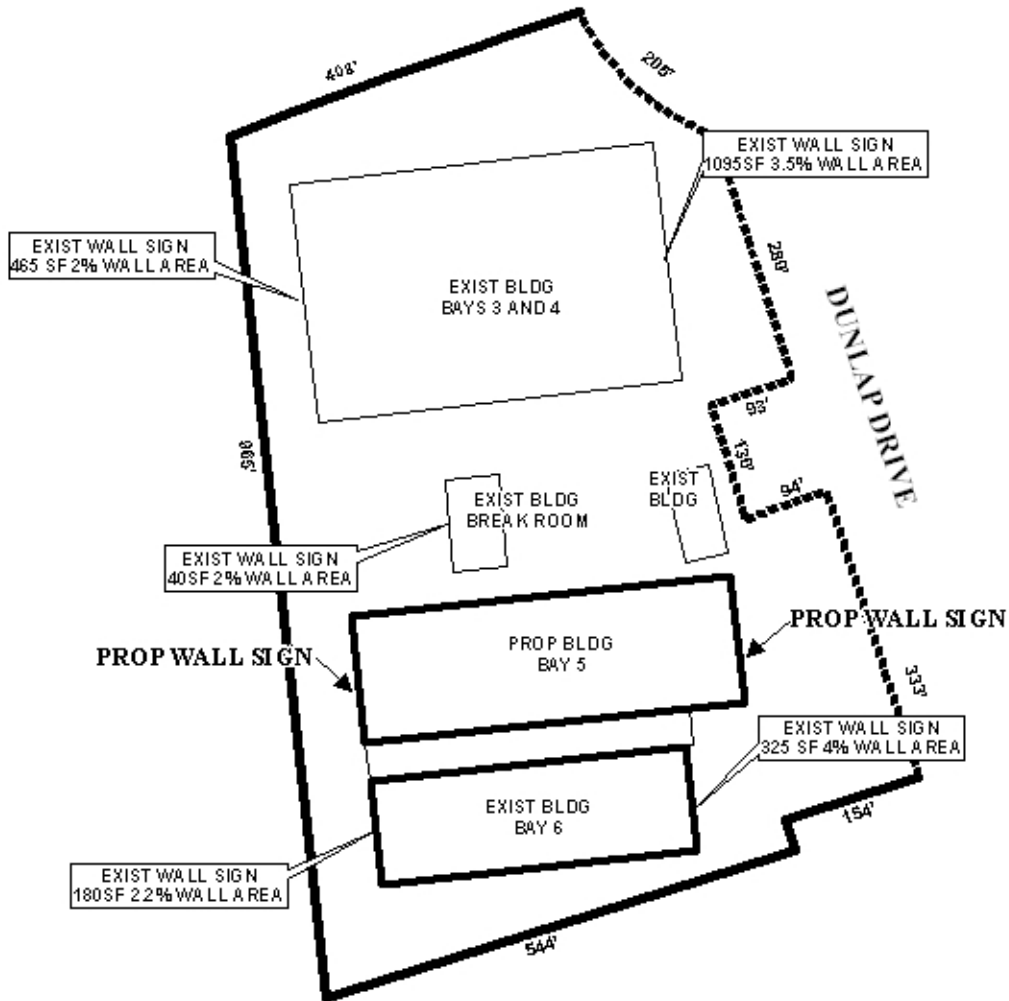 408'
205'
EXIST WALL SIGN
1095SF 3.5% WALL AREA
EXIST WALL SIGN
465 SF 2% WALL AREA
280'
EXIST BLDG
BAYS 3 AND 4
DUNLAP DRIVE
93'
130'
94'
EXIST BLDG
BREAK ROOM
EXIST
BLDG
EXIST WALL SIGN
40SF 2% WALL AREA
PROP WALL SIGN
PROP BLDG
BAY 5
PROP WALL SIGN
333'
EXIST WALL SIGN
325 SF 4% WALL AREA
EXIST BLDG
BAY 6
154'
EXIST WALL SIGN
180SF 2.2% WALL AREA
544'